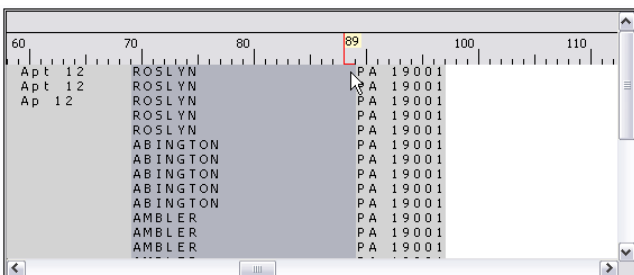 60 70 80 89 100 110
Apt 12 ROSLYN PA 19001
Apt 12 ROSLYN PA 19001
Ap 12 ROSLYN PA 19001
ROSLYN PA 19001
ROSLYN PA 19001
ABINGTON PA 19001
ABINGTON PA 19001
ABINGTON PA 19001
ABINGTON PA 19001
ABINGTON PA 19001
AMBLER PA 19001
AMBLER PA 19001
AMBLER PA 19001